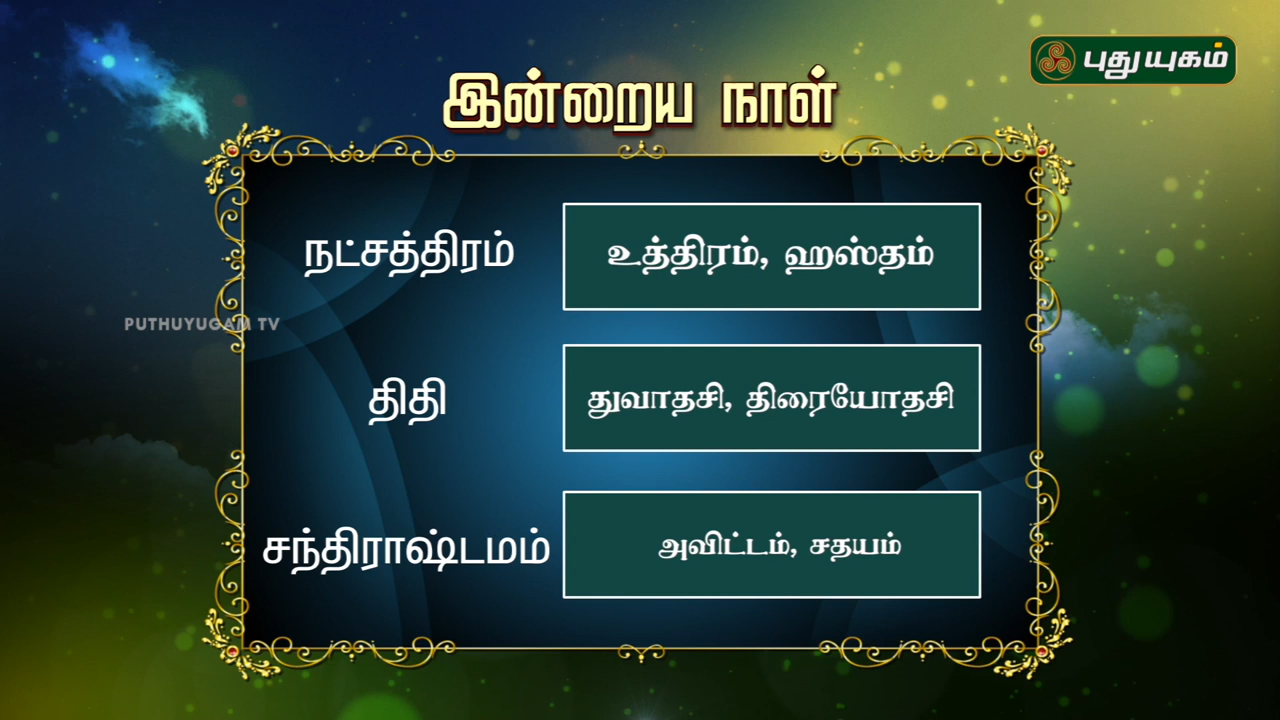 புதுயுகம்
இன்றைய நாள்
நட்சத்திரம்
உத்திரம், ஹஸ்தம்
PUTHUYUGAM TV
திதி
துவாதசி, திரையோதசி
சந்திராஷ்டமம்
அவிட்டம், சதயம்